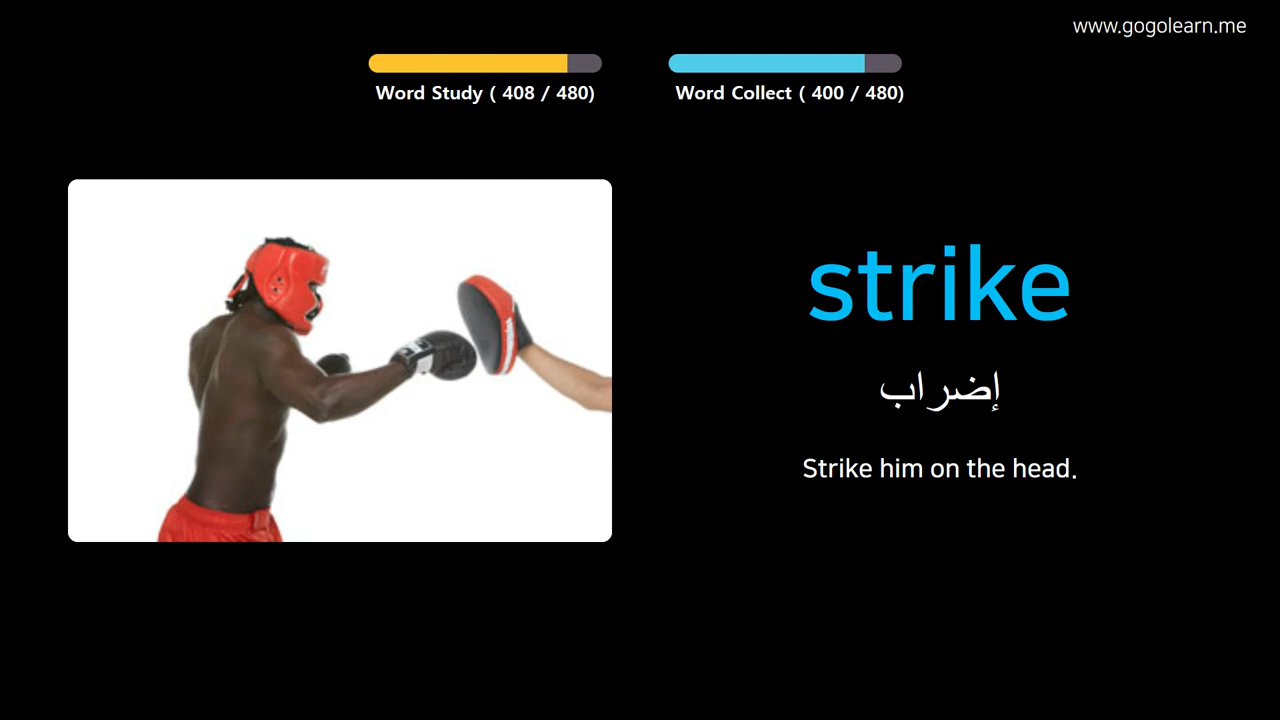 www.gogolearn.me
Word Study ( 408 / 480)
Word Collect ( 400 / 480)
strike
إضراب
Strike him on the head.